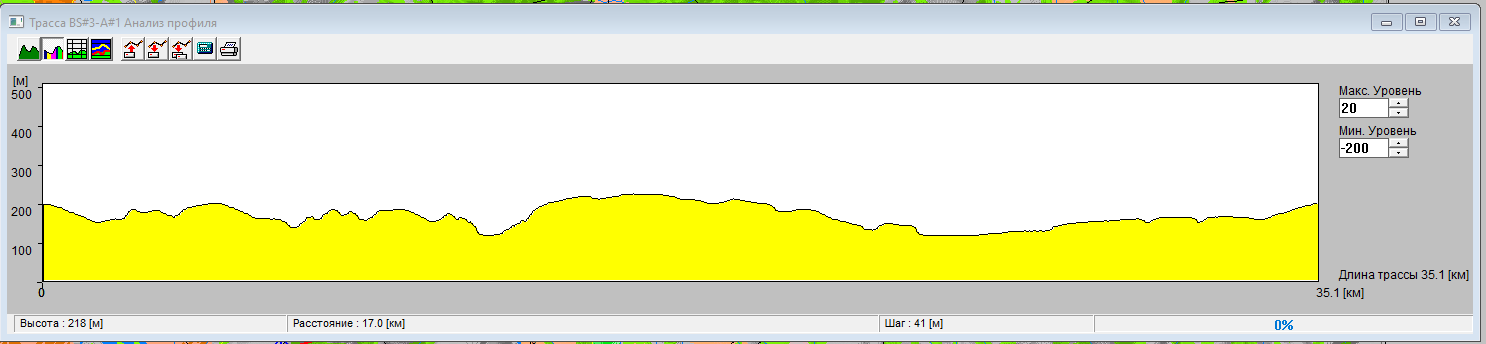 Трасса BS#3-A#1 Анализ профиля
[м]
500
400
300
200
100
0
35.1 [км]
Макс. Уровень
20
Мин. Уровень
-200
Длина трассы 35.1 [км]
Высота : 218 [м]
Расстояние : 17.0 [км]
Шаг : 41 [м]
0%